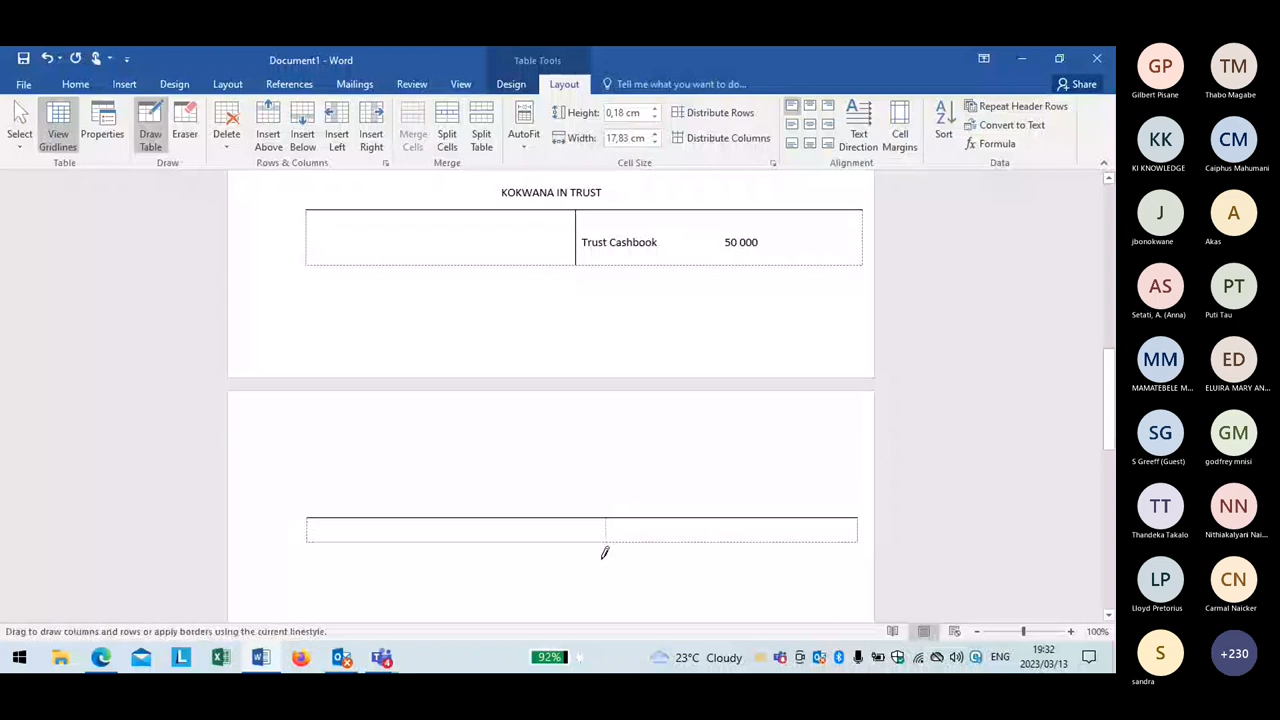 Document1 - Word
Table Tools
File Home Insert Design Layout References Mailings Review View Design Layout Tell me what you want to do... Share
Select
View Gridlines
Properties
Draw Table
Eraser
Delete
Insert Above
Insert Below
Insert Left
Insert Right
Merge Cells
Split Cells
Split Table
AutoFit
Height: 0,18 cm
Width: 17,83 cm
Distribute Rows
Distribute Columns
Text Direction
Cell Margins
Sort
Repeat Header Rows
Convert to Text
Formula
Table
Draw
Rows & Columns
Merge
Cell Size
Alignment
Data
KOKWANA IN TRUST
Trust Cashbook 50 000
Drag to draw columns and rows or apply borders using the current linestyle.
100%
92%
23°C Cloudy
ENG
19:32
2023/03/13
GP
Gilbert Pisane
TM
Thabo Magabe
KK
KI KNOWLEDGE
CM
Caiphus Mahumani
J
jbonokwane
A
Akas
AS
Setati, A. (Anna)
PT
Puti Tau
MM
MAMATEBELE M...
ED
ELUIRA MARY AN...
SG
S Greeff (Guest)
GM
godfrey mnisi
TT
Thandeka Takalo
NN
Nithiakalyani Nai...
LP
Lloyd Pretorius
CN
Carmal Naicker
S
sandra
+230